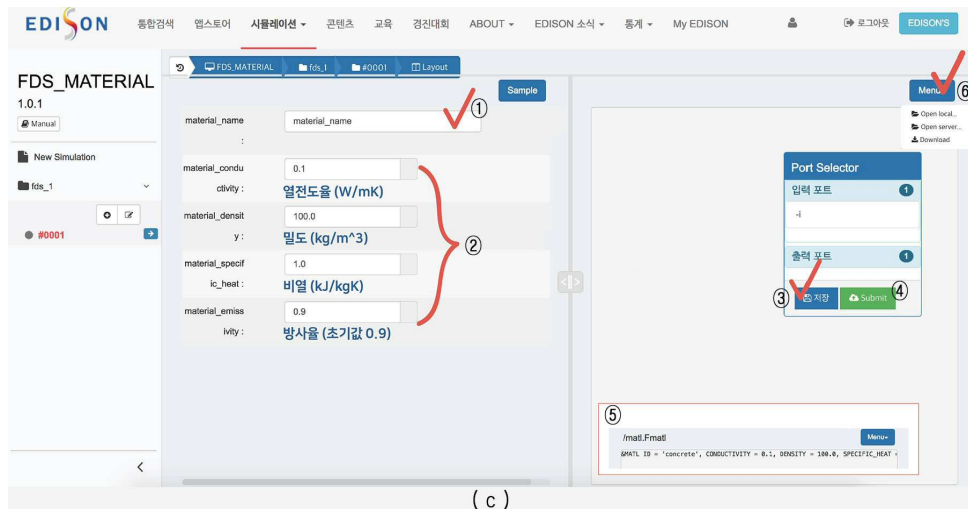 EDISON
통합검색 앱스토어 시뮬레이션 콘텐츠 교육 경진대회 ABOUT EDISON 소식 통계 My EDISON 로그아웃 EDISON'S
FDS_MATERIAL
1.0.1
Manual
New Simulation
fds_1
#0001
FDS_MATERIAL fds_1 #0001 Layout
Sample
material_name
:
material_name
①
material_condu
ctivity :
0.1
열전도율 (W/mK)
material_densit
y :
100.0
밀도 (kg/m^3)
②
material_specif
ic_heat :
1.0
비열 (kJ/kgK)
material_emiss
ivity :
0.9
방사율 (초기값 0.9)
Menu
⑥
Open local...
Open server...
Download
Port Selector
입력 포트 1
-i
출력 포트 1
③ 저장 Submit ④
⑤
/matl.Fmatl Menu
&MATL ID = 'concrete', CONDUCTIVITY = 0.1, DENSITY = 100.0, SPECIFIC_HEAT =
( c )